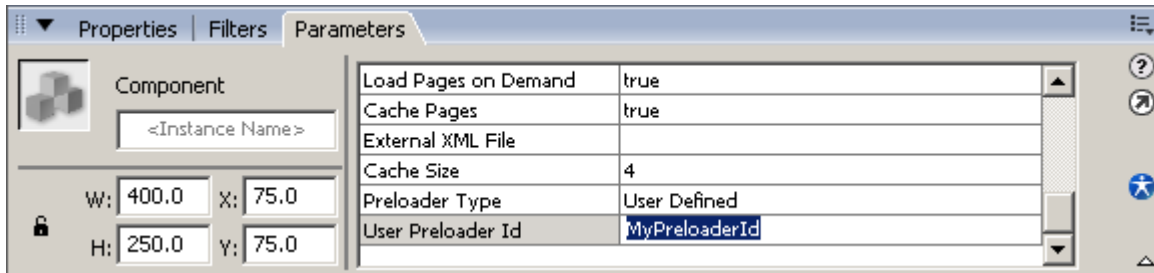 Properties | Filters Parameters
Component
<Instance Name>
W: 400.0 X: 75.0
H: 250.0 Y: 75.0
Load Pages on Demand true
Cache Pages true
External XML File
Cache Size 4
Preloader Type User Defined
User Preloader Id MyPreloaderId